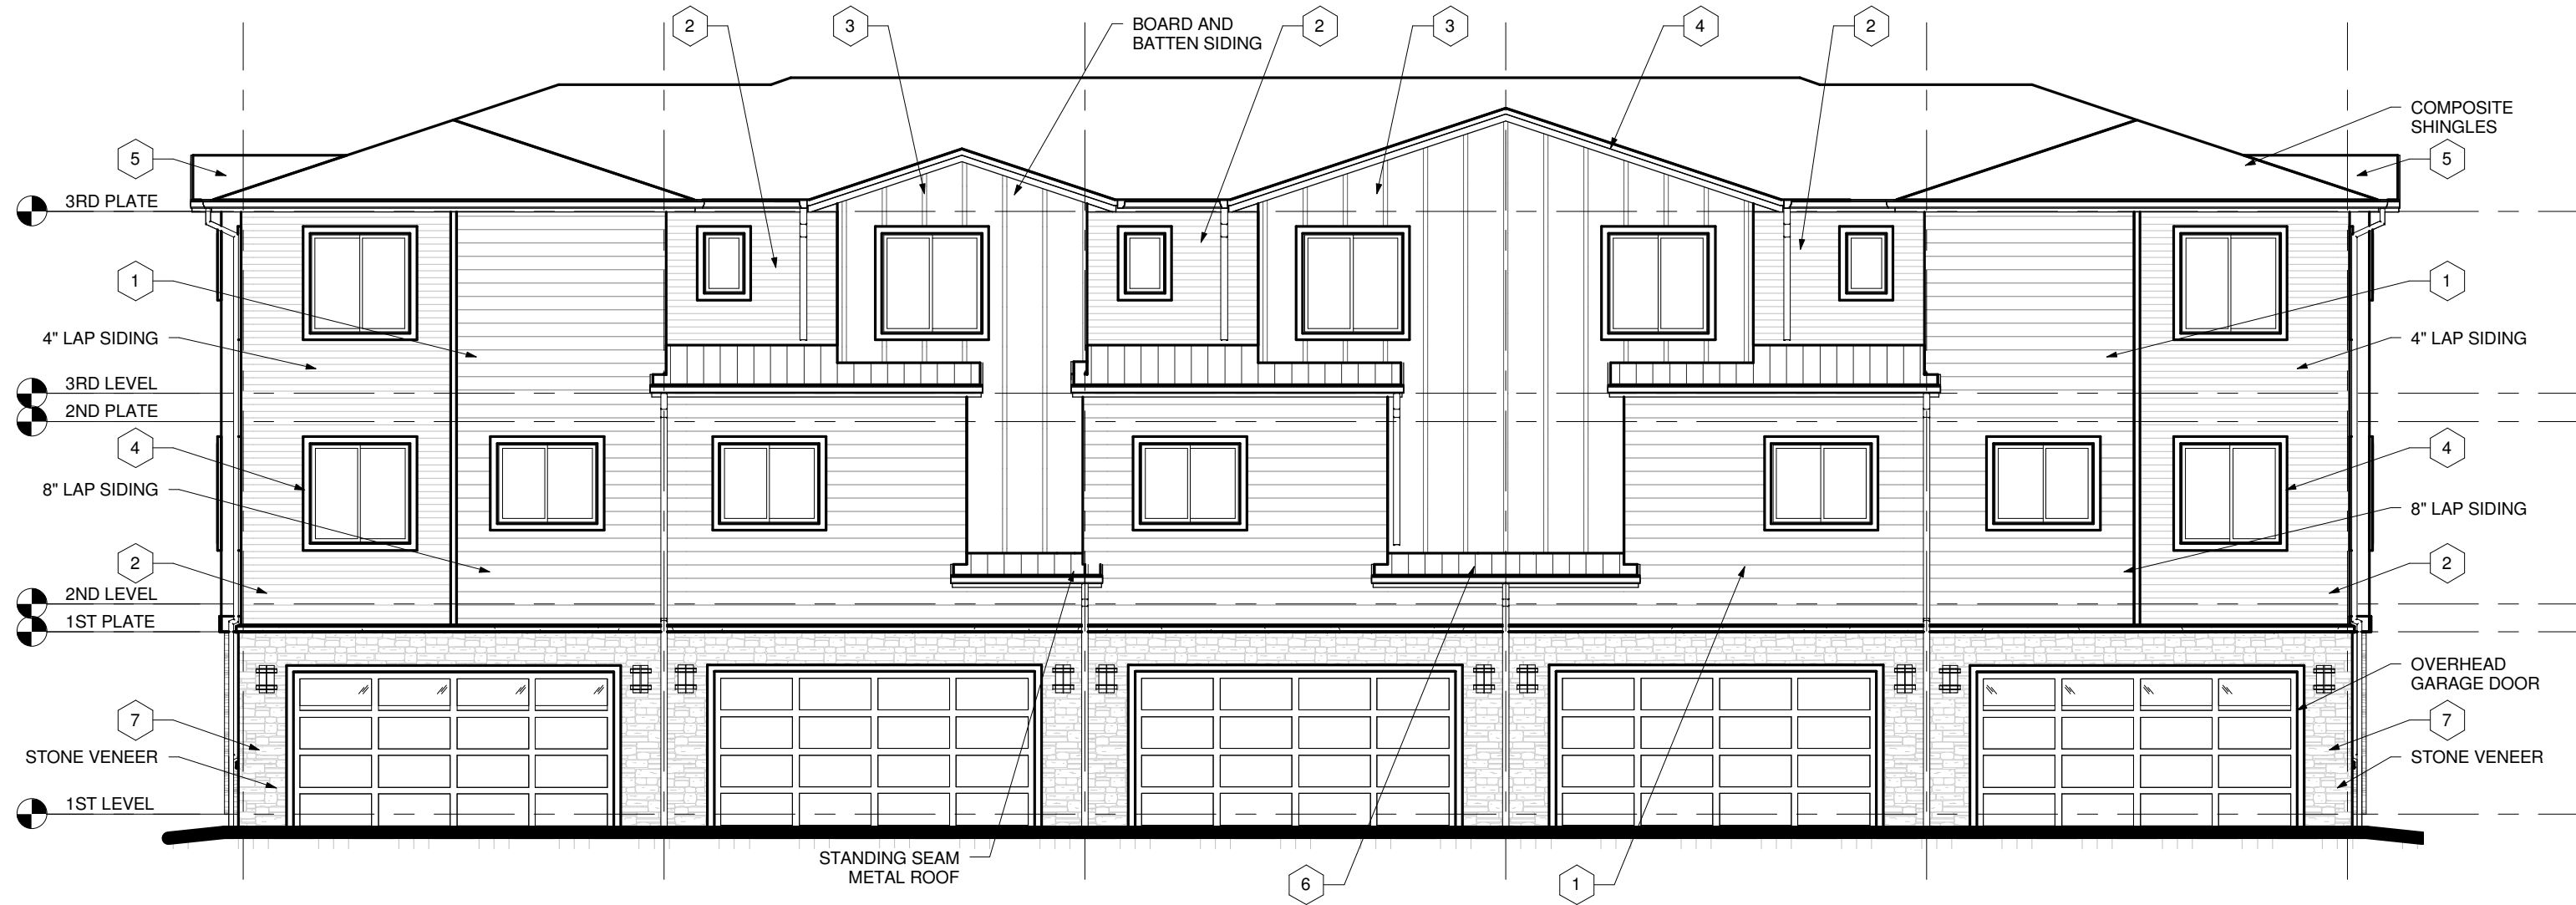 2
3
BOARD AND
BATTEN SIDING
2
3
4
2
COMPOSITE
SHINGLES
5
5
3RD PLATE
1
1
4" LAP SIDING
4" LAP SIDING
3RD LEVEL
2ND PLATE
4
4
8" LAP SIDING
8" LAP SIDING
2
2
2ND LEVEL
1ST PLATE
OVERHEAD
GARAGE DOOR
7
7
STONE VENEER
STONE VENEER
1ST LEVEL
STANDING SEAM
METAL ROOF
6
1